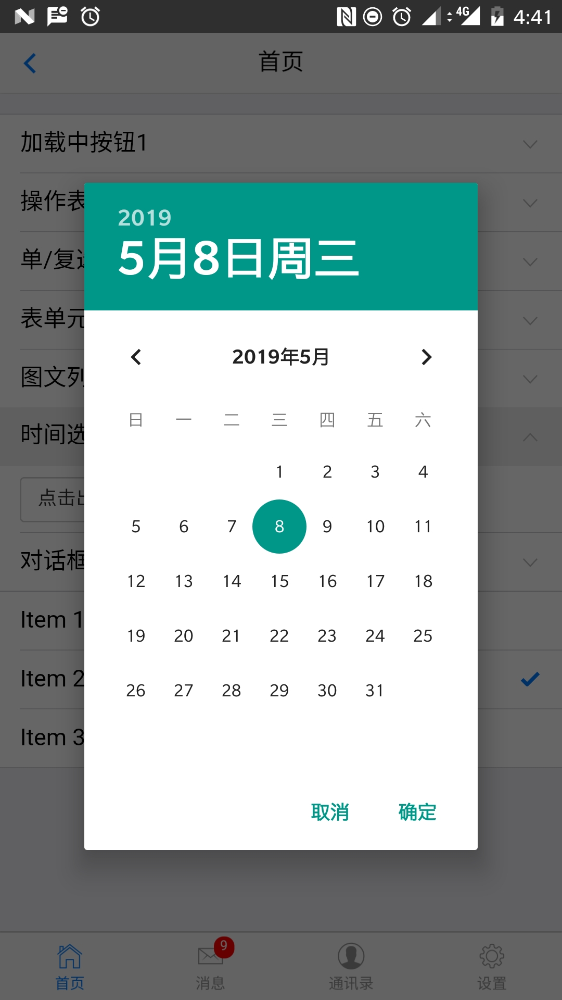 4G 4:41
首页
加载中按钮1
操作表
单/复
表单元
图文列
时间选
点击
对话框
Item 1
Item 2
Item 3
2019
5月8日周三
2019年5月
日 一 二 三 四 五 六
1 2 3 4
5 6 7 8 9 10 11
12 13 14 15 16 17 18
19 20 21 22 23 24 25
26 27 28 29 30 31
取消 确定
9
首页 消息 通讯录 设置